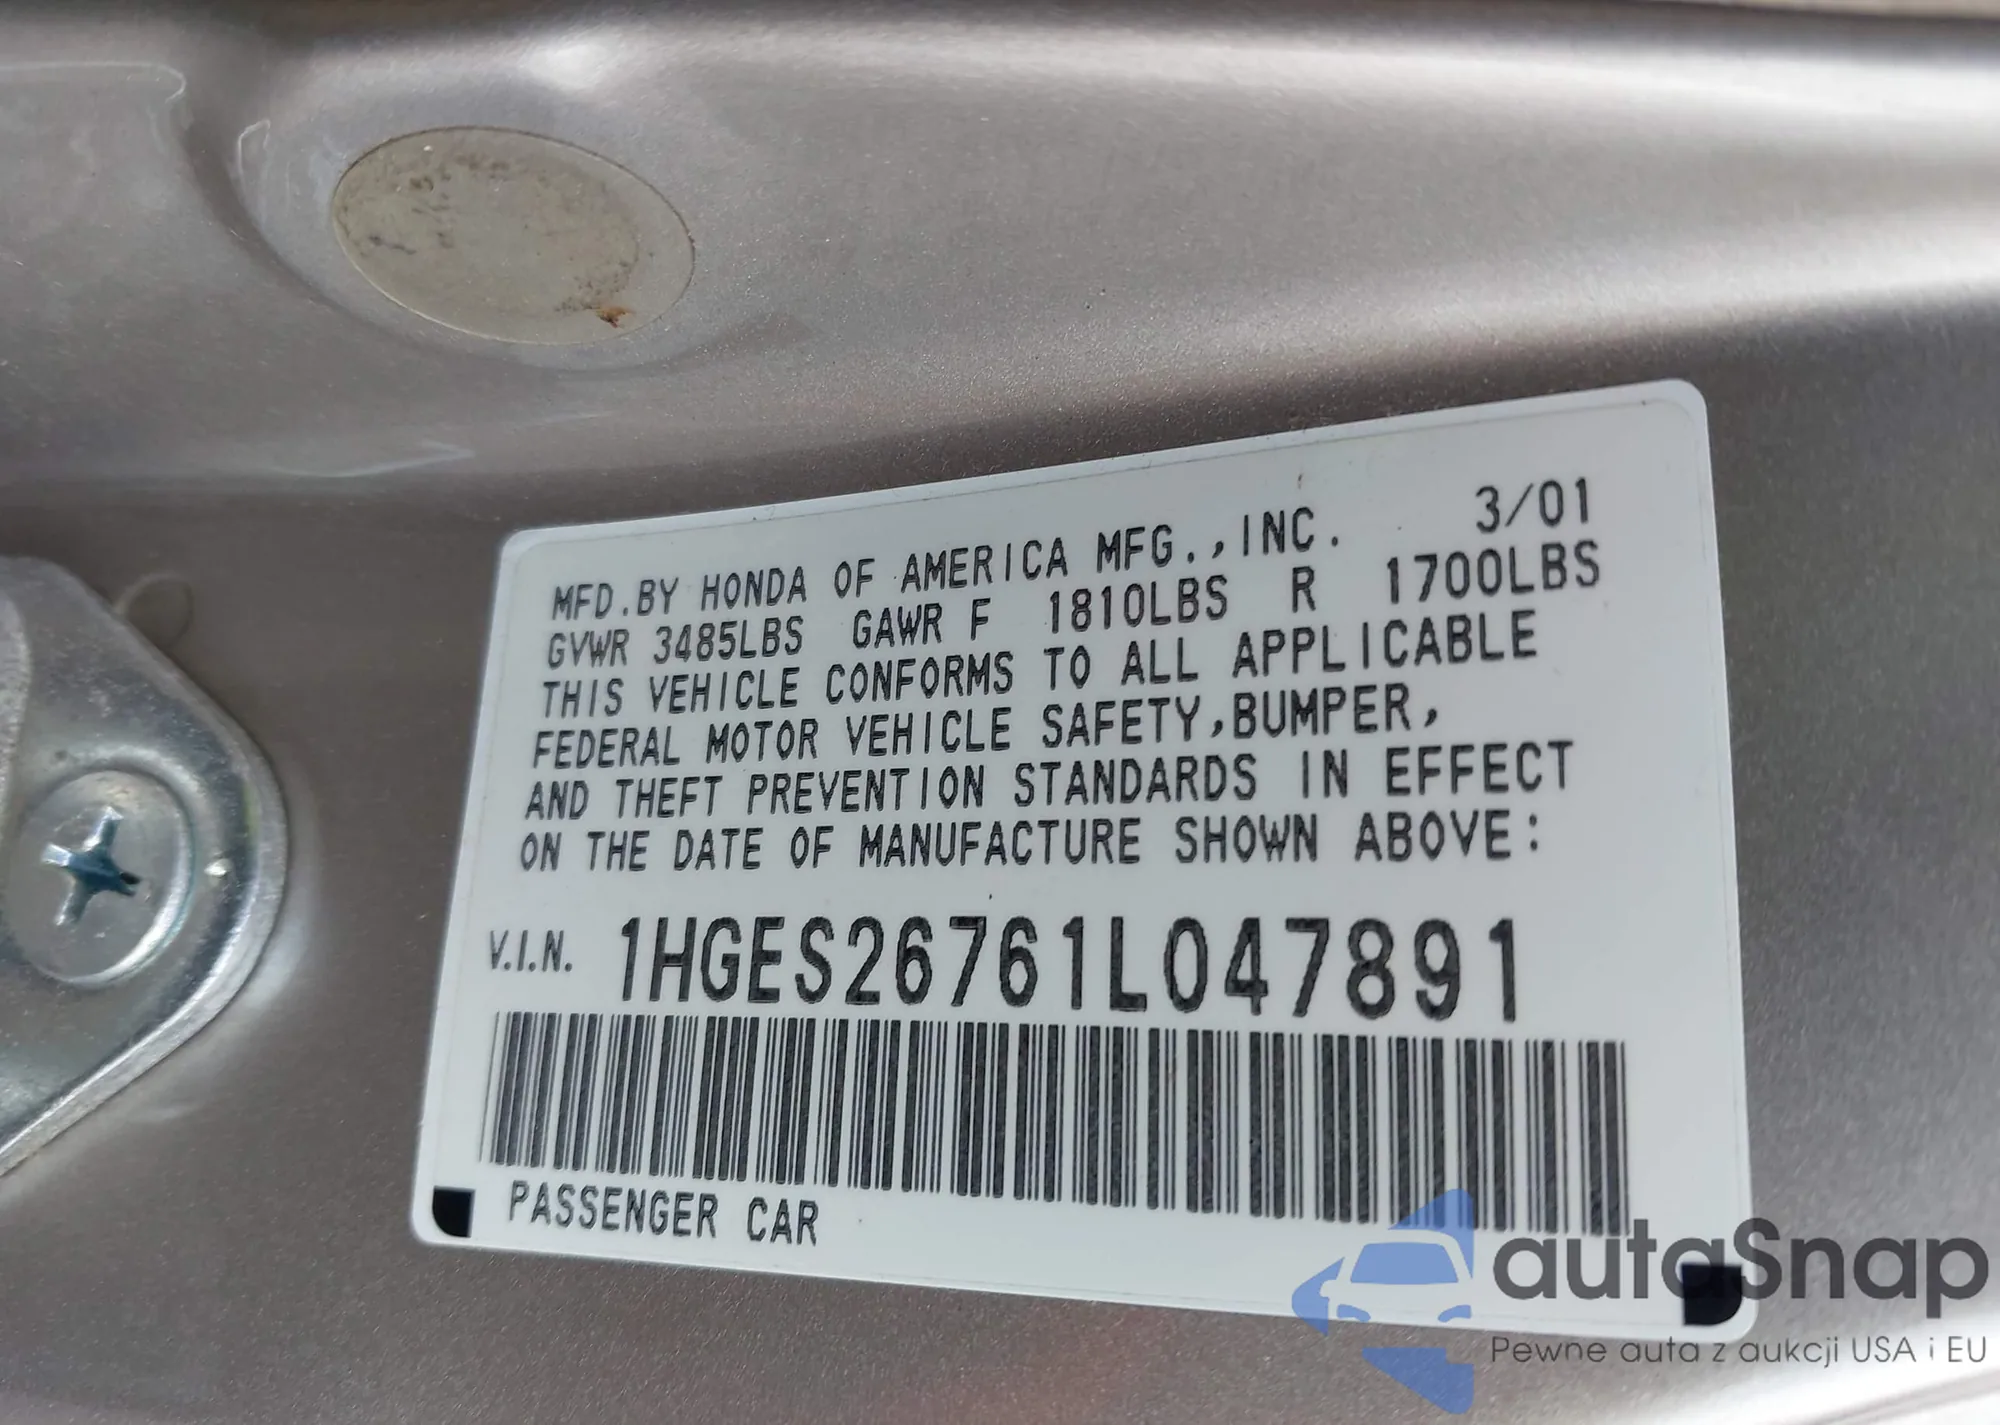 MFD.BY HONDA OF AMERICA MFG.,INC. 3/01
GVWR 3485LBS GAWR F 1810LBS R 1700LBS
THIS VEHICLE CONFORMS TO ALL APPLICABLE
FEDERAL MOTOR VEHICLE SAFETY,BUMPER,
AND THEFT PREVENTION STANDARDS IN EFFECT
ON THE DATE OF MANUFACTURE SHOWN ABOVE:
V.I.N. 1HGES26761L047891
PASSENGER CAR
autaSnap
Pewne auta z aukcji USA i EU